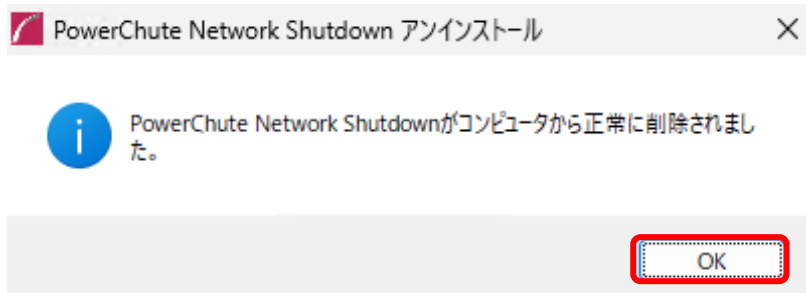 PowerChute Network Shutdown アンインストール
PowerChute Network Shutdownがコンピュータから正常に削除されまし
た。
OK